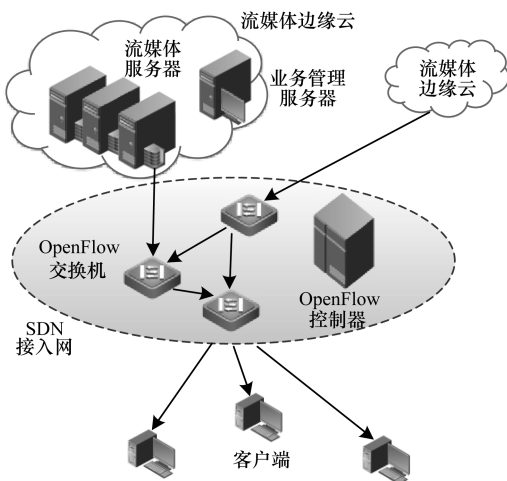 流媒体边缘云
流媒体
服务器
业务管理
服务器
流媒体
边缘云
OpenFlow
交换机
OpenFlow
控制器
SDN
接入网
客户端